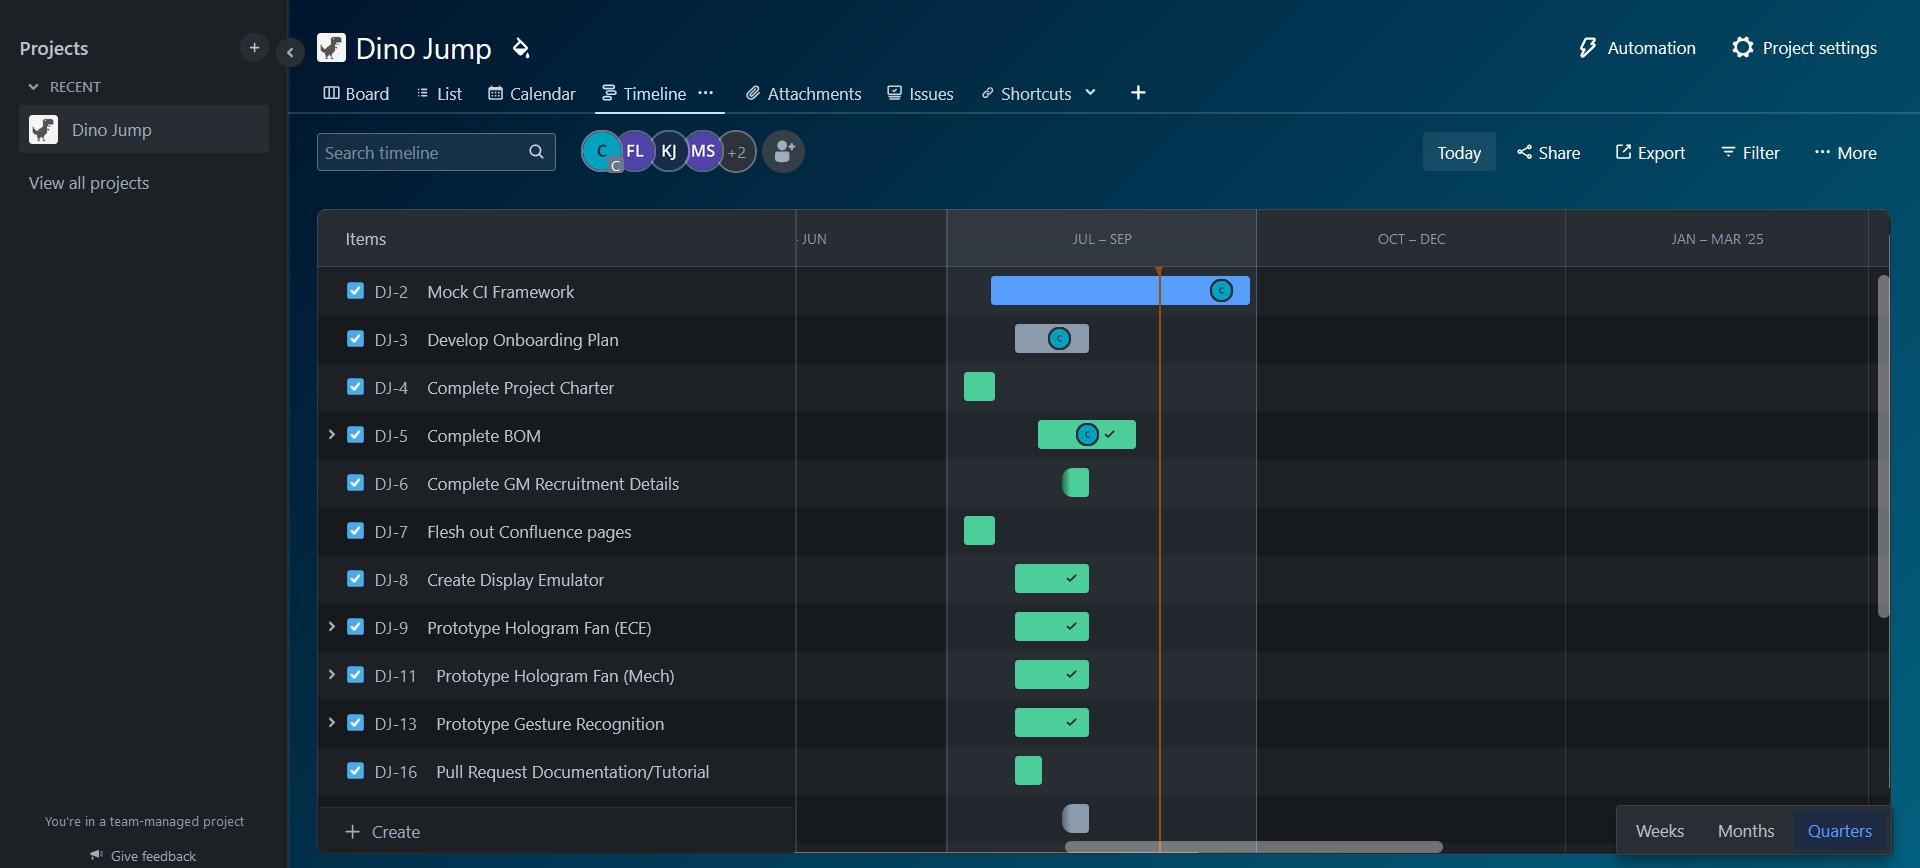 Projects
RECENT
Dino Jump
View all projects
You're in a team-managed project
Give feedback
Dino Jump
Automation
Project settings
Board
List
Calendar
Timeline
Attachments
Issues
Shortcuts
Search timeline
C
C
FL
KJ
MS
+2
Today
Share
Export
Filter
More
Items
JUN
JUL – SEP
OCT – DEC
JAN – MAR '25
DJ-2 Mock CI Framework
C
DJ-3 Develop Onboarding Plan
C
DJ-4 Complete Project Charter
DJ-5 Complete BOM
C
DJ-6 Complete GM Recruitment Details
DJ-7 Flesh out Confluence pages
DJ-8 Create Display Emulator
DJ-9 Prototype Hologram Fan (ECE)
DJ-11 Prototype Hologram Fan (Mech)
DJ-13 Prototype Gesture Recognition
DJ-16 Pull Request Documentation/Tutorial
Create
Weeks
Months
Quarters